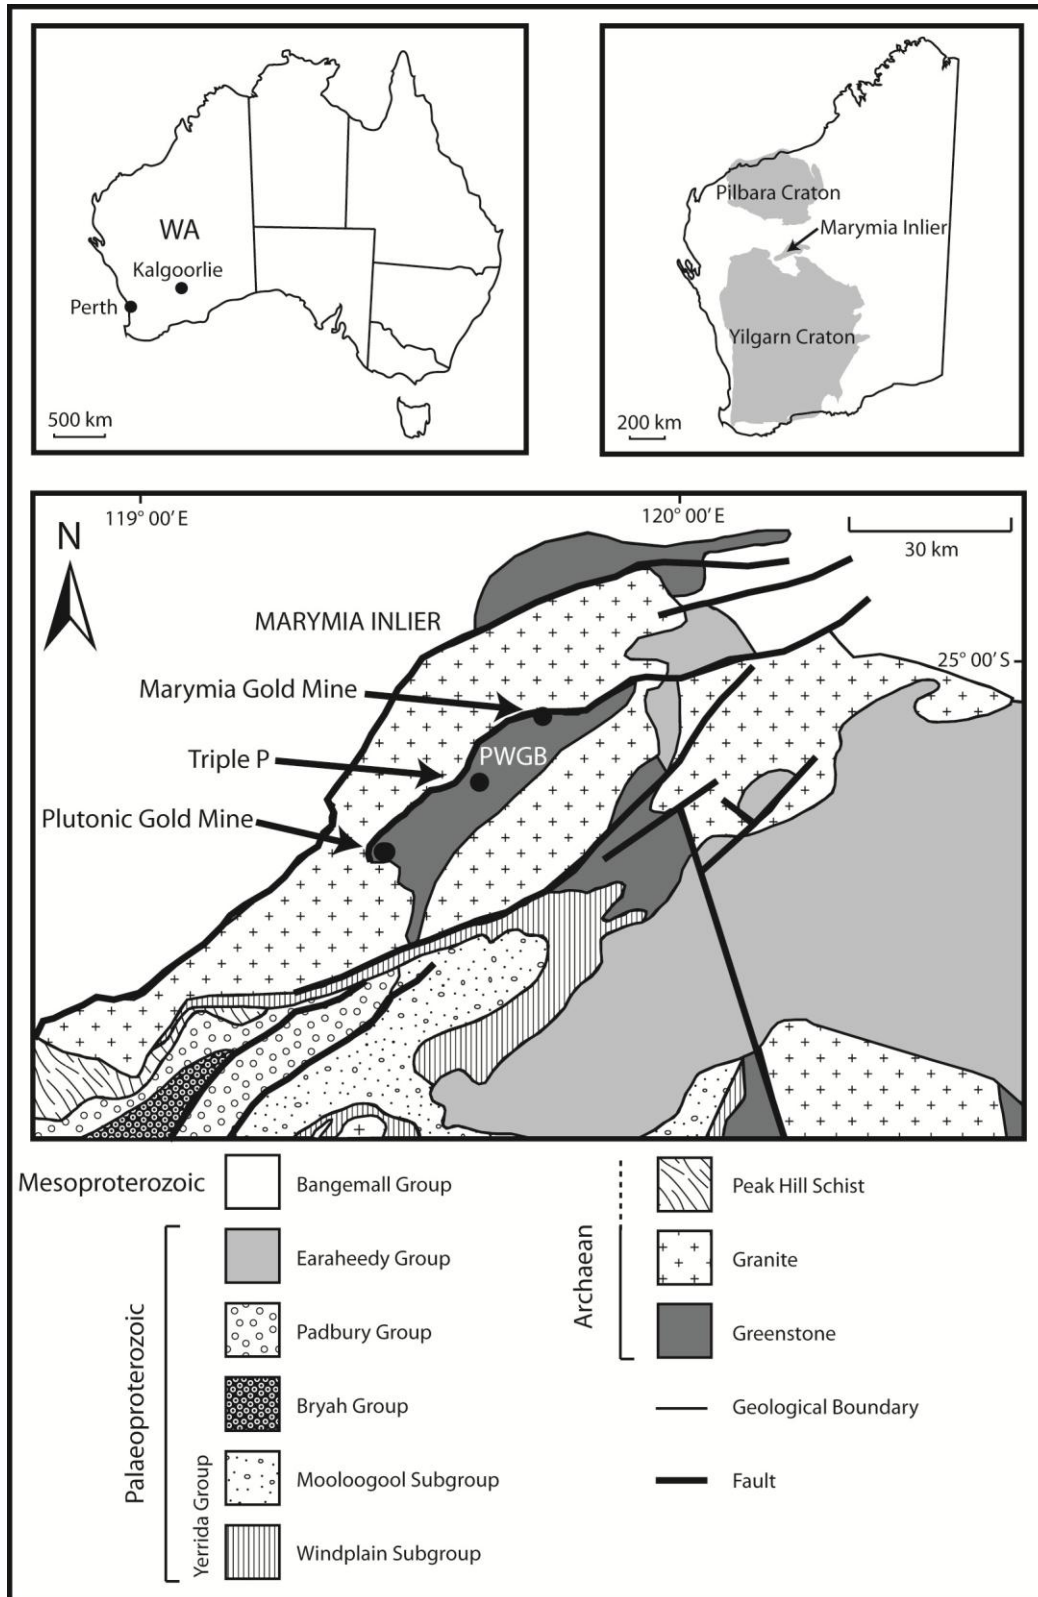 WA
Kalgoorlie
Perth
500 km
Pilbara Craton
Marymia Inlier
Yilgarn Craton
200 km
119° 00′ E
120° 00′ E
N
30 km
MARYMIA INLIER
25° 00′ S
Marymia Gold Mine
PWGB
Triple P
Plutonic Gold Mine
Mesoproterozoic
Bangemall Group
Palaeoproterozoic
Earaheedy Group
Padbury Group
Bryah Group
Yerrida Group
Mooloogool Subgroup
Windplain Subgroup
Archaean
Peak Hill Schist
Granite
Greenstone
Geological Boundary
Fault